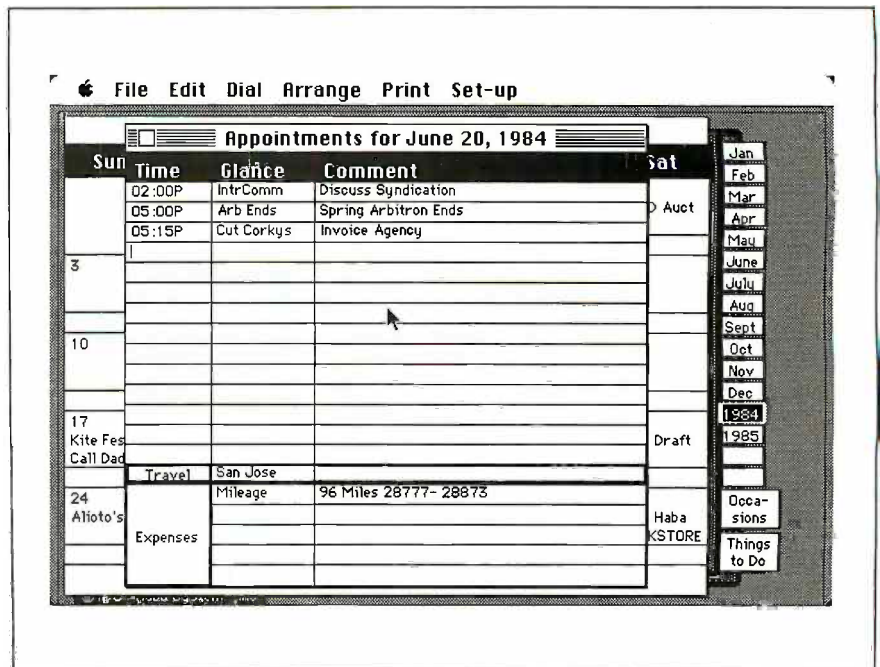 File Edit Dial Arrange Print Set-up
Appointments for June 20, 1984
Sun
Sat
Time Glance Comment
02:00P IntrComm Discuss Syndication
05:00P Arb Ends Spring Arbitron Ends
05:15P Cut Corkys Invoice Agency
Auct
3
10
17
Kite Fes
Call Dad
Draft
Travel San Jose
24
Alioto's
Expenses
Mileage 96 Miles 28777- 28873
Haba
KSTORE
Jan
Feb
Mar
Apr
May
June
July
Aug
Sept
Oct
Nov
Dec
1984
1985
Occa-
sions
Things
to Do